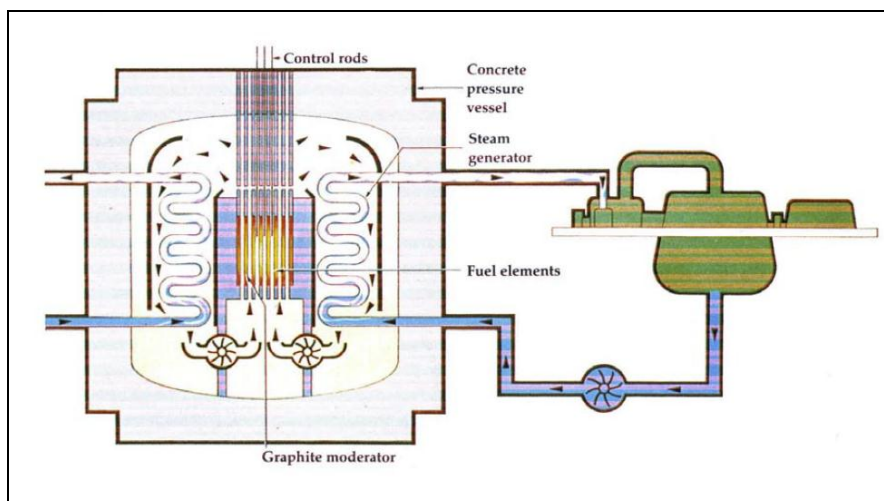 Control rods
Concrete
pressure
vessel
Steam
generator
Fuel elements
Graphite moderator